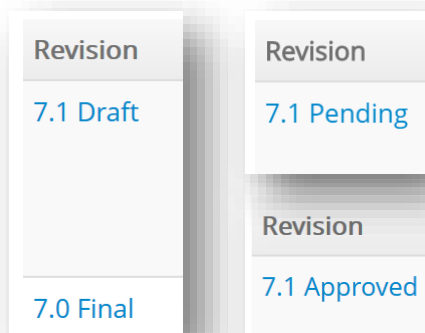 Revision
7.1 Draft
7.0 Final
Revision
7.1 Pending
Revision
7.1 Approved